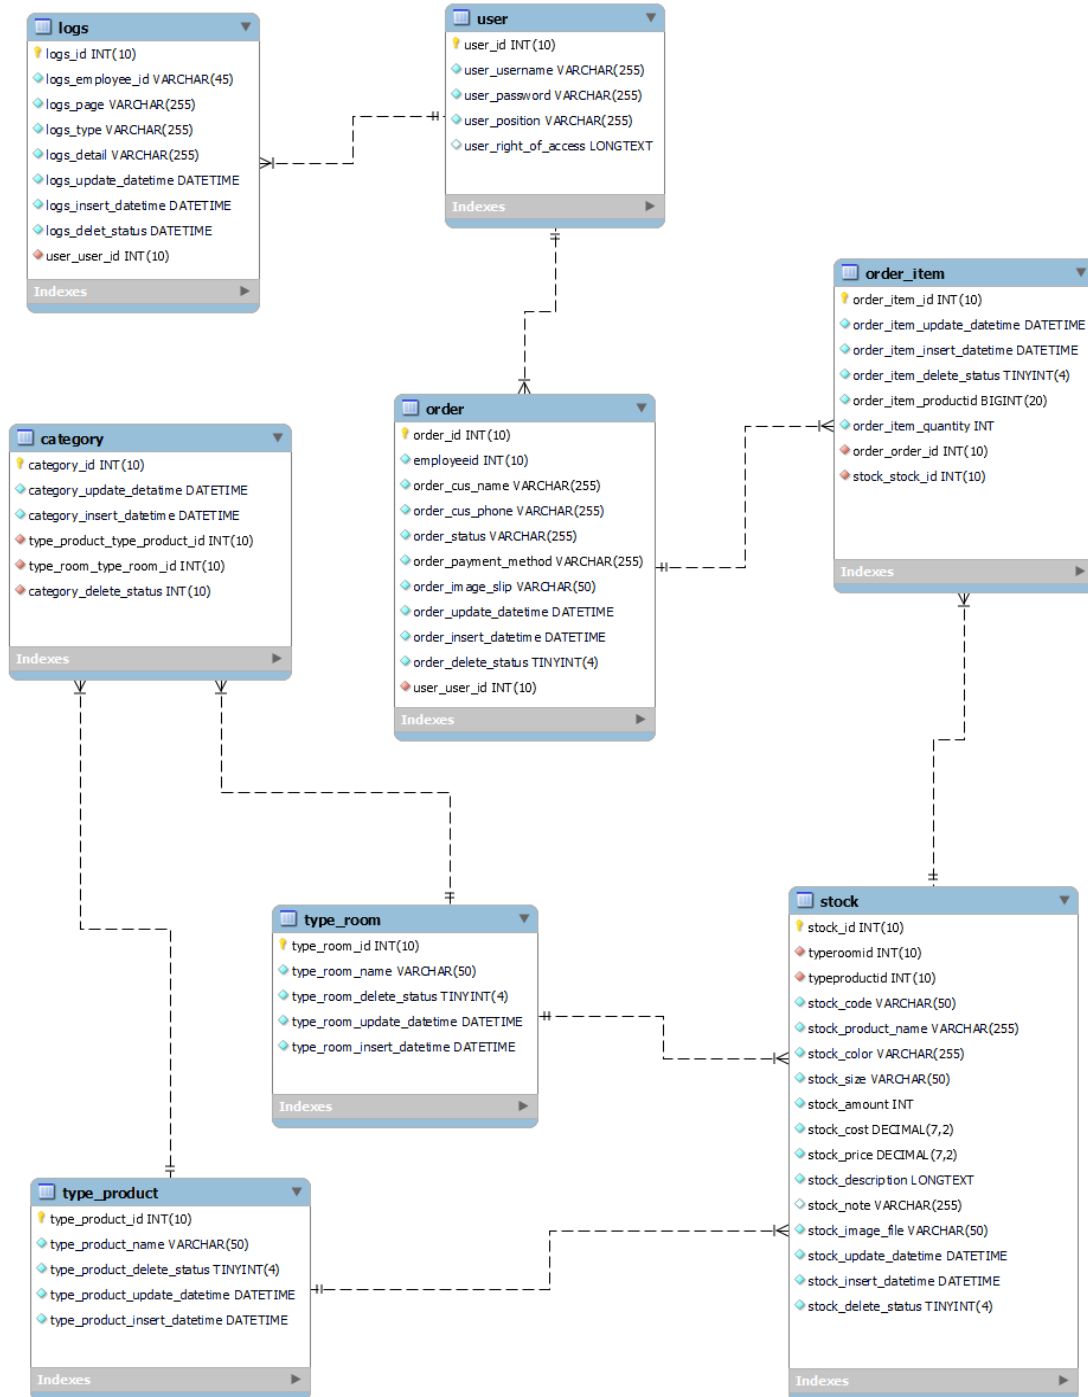 logs
logs_id INT(10)
logs_employee_id VARCHAR(45)
logs_page VARCHAR(255)
logs_type VARCHAR(255)
logs_detail VARCHAR(255)
logs_update_datetime DATETIME
logs_insert_datetime DATETIME
logs_delet_status DATETIME
user_user_id INT(10)
Indexes
user
user_id INT(10)
user_username VARCHAR(255)
user_password VARCHAR(255)
user_position VARCHAR(255)
user_right_of_access LONGTEXT
Indexes
order_item
order_item_id INT(10)
order_item_update_datetime DATETIME
order_item_insert_datetime DATETIME
order_item_delete_status TINYINT(4)
order_item_productid BIGINT(20)
order_item_quantity INT
order_order_id INT(10)
stock_stock_id INT(10)
Indexes
order
order_id INT(10)
employeeid INT(10)
order_cus_name VARCHAR(255)
order_cus_phone VARCHAR(255)
order_status VARCHAR(255)
order_payment_method VARCHAR(255)
order_image_slip VARCHAR(50)
order_update_datetime DATETIME
order_insert_datetime DATETIME
order_delete_status TINYINT(4)
user_user_id INT(10)
Indexes
category
category_id INT(10)
category_update_detatime DATETIME
category_insert_datetime DATETIME
type_product_type_product_id INT(10)
type_room_type_room_id INT(10)
category_delete_status INT(10)
Indexes
type_room
type_room_id INT(10)
type_room_name VARCHAR(50)
type_room_delete_status TINYINT(4)
type_room_update_datetime DATETIME
type_room_insert_datetime DATETIME
Indexes
stock
stock_id INT(10)
typeroomid INT(10)
typeproductid INT(10)
stock_code VARCHAR(50)
stock_product_name VARCHAR(255)
stock_color VARCHAR(255)
stock_size VARCHAR(50)
stock_amount INT
stock_cost DECIMAL(7,2)
stock_price DECIMAL(7,2)
stock_description LONGTEXT
stock_note VARCHAR(255)
stock_image_file VARCHAR(50)
stock_update_datetime DATETIME
stock_insert_datetime DATETIME
stock_delete_status TINYINT(4)
Indexes
type_product
type_product_id INT(10)
type_product_name VARCHAR(50)
type_product_delete_status TINYINT(4)
type_product_update_datetime DATETIME
type_product_insert_datetime DATETIME
Indexes